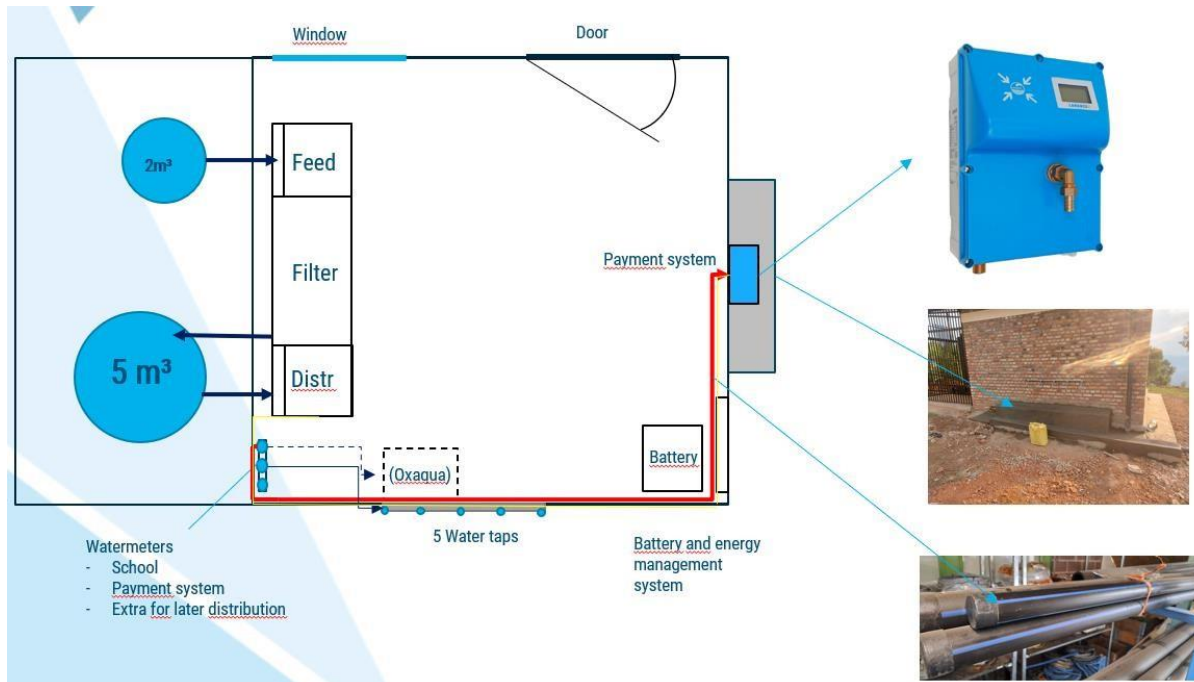 Window
Door
2m³
Feed
Filter
Payment system
5 m³
Distr
(Oxaqua)
Battery
5 Water taps
Watermeters
- School
- Payment system
- Extra for later distribution
Battery and energy
management
system